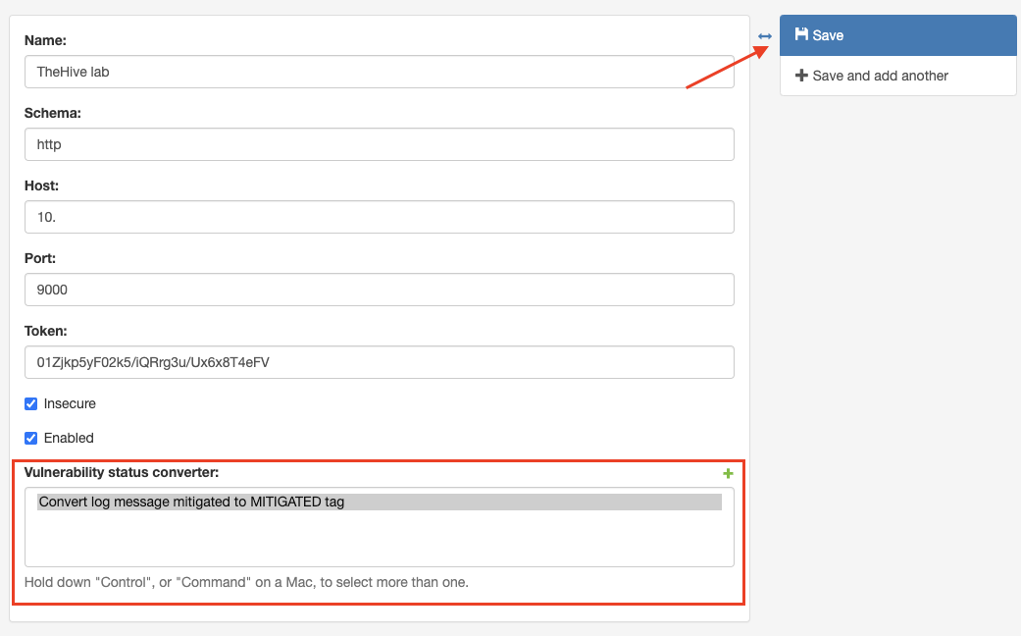 Name:
TheHive lab
Schema:
http
Host:
10.
Port:
9000
Token:
01Zjkp5yF02k5/iQRrg3u/Ux6x8T4eFV
Insecure
Enabled
Vulnerability status converter:
Convert log message mitigated to MITIGATED tag
Hold down "Control", or "Command" on a Mac, to select more than one.
Save
Save and add another